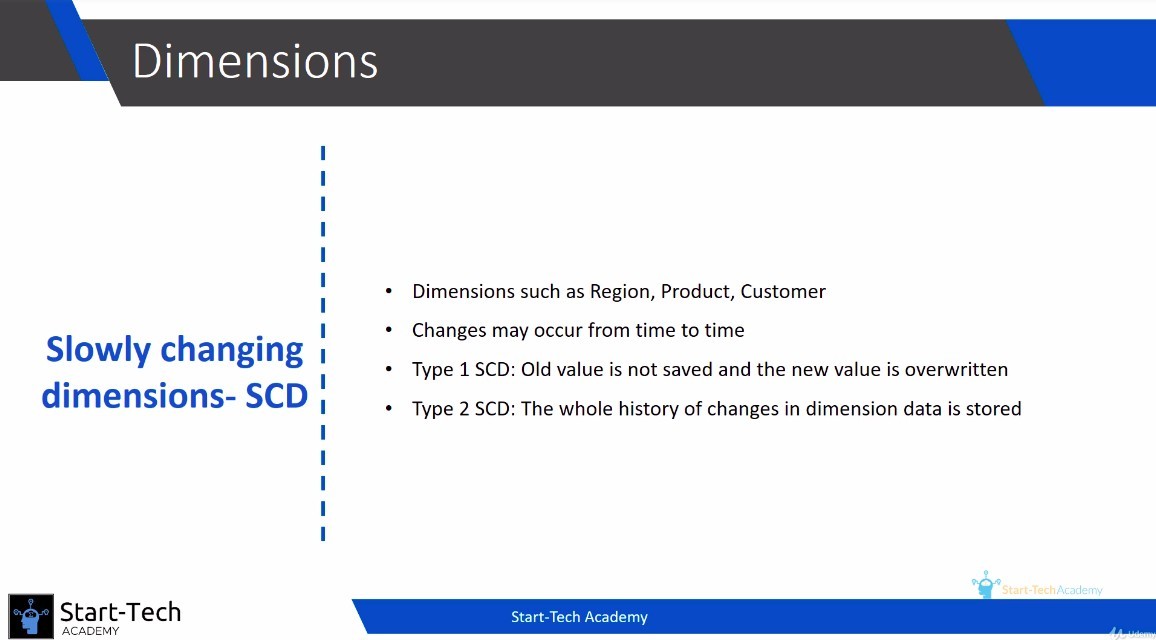 Dimensions
Slowly changing
dimensions- SCD
• Dimensions such as Region, Product, Customer
• Changes may occur from time to time
• Type 1 SCD: Old value is not saved and the new value is overwritten
• Type 2 SCD: The whole history of changes in dimension data is stored
Start-Tech Academy
Start-Tech
ACADEMY
Start-Tech Academy
Udemy